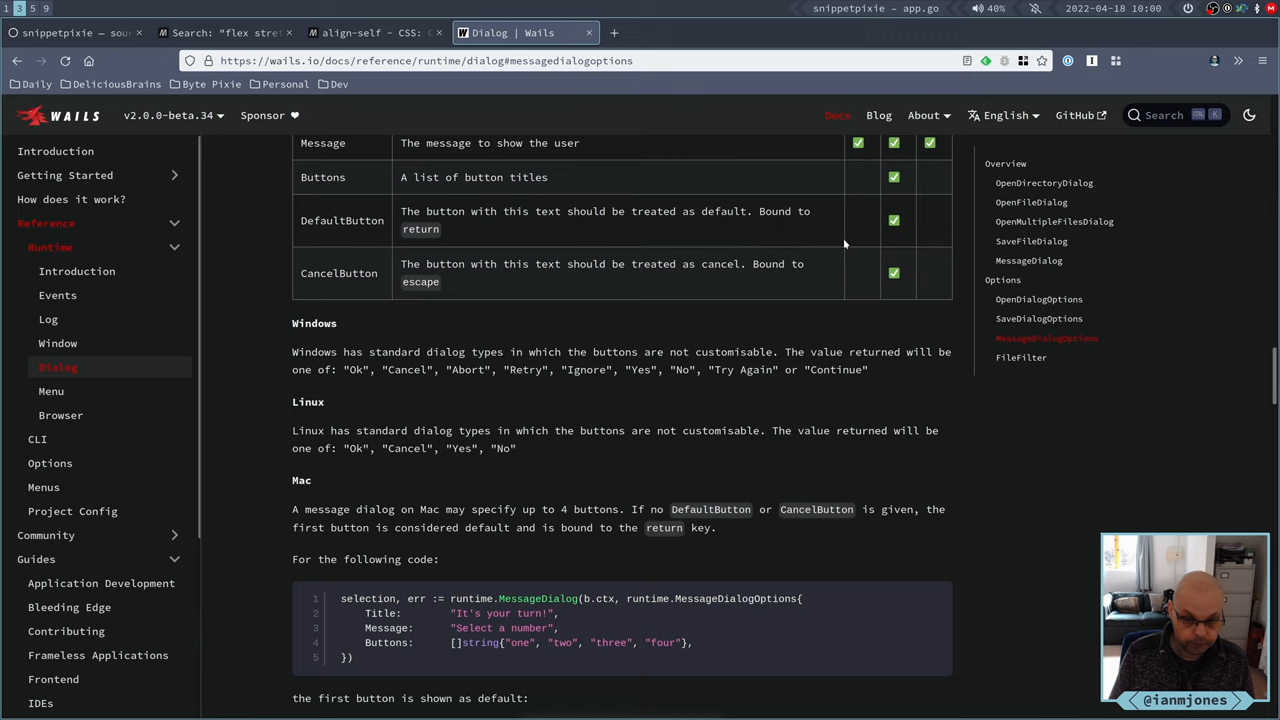 1 3 5 9
snippetpixie — app.go
40%
2022-04-18 10:00
snippetpixie — sour
Search: "flex stret
align-self - CSS: C
Dialog | Wails
https://wails.io/docs/reference/runtime/dialog#messagedialogoptions
Daily
DeliciousBrains
Byte Pixie
Personal
Dev
WAILS
v2.0.0-beta.34
Sponsor
Docs
Blog
About
English
GitHub
Search
Ctrl
K
Introduction
Getting Started
How does it work?
Reference
Runtime
Introduction
Events
Log
Window
Dialog
Menu
Browser
CLI
Options
Menus
Project Config
Community
Guides
Application Development
Bleeding Edge
Contributing
Frameless Applications
Frontend
IDEs
Message
The message to show the user
Buttons
A list of button titles
DefaultButton
The button with this text should be treated as default. Bound to
return
CancelButton
The button with this text should be treated as cancel. Bound to
escape
Windows
Windows has standard dialog types in which the buttons are not customisable. The value returned will be
one of: "Ok", "Cancel", "Abort", "Retry", "Ignore", "Yes", "No", "Try Again" or "Continue"
Linux
Linux has standard dialog types in which the buttons are not customisable. The value returned will be
one of: "Ok", "Cancel", "Yes", "No"
Mac
A message dialog on Mac may specify up to 4 buttons. If no DefaultButton or CancelButton is given, the
first button is considered default and is bound to the return key.
For the following code:
1 selection, err := runtime.MessageDialog(b.ctx, runtime.MessageDialogOptions{
2 Title: "It's your turn!",
3 Message: "Select a number",
4 Buttons: []string{"one", "two", "three", "four"},
5 })
the first button is shown as default:
Overview
OpenDirectoryDialog
OpenFileDialog
OpenMultipleFilesDialog
SaveFileDialog
MessageDialog
Options
OpenDialogOptions
SaveDialogOptions
MessageDialogOptions
FileFilter
@ianmjones